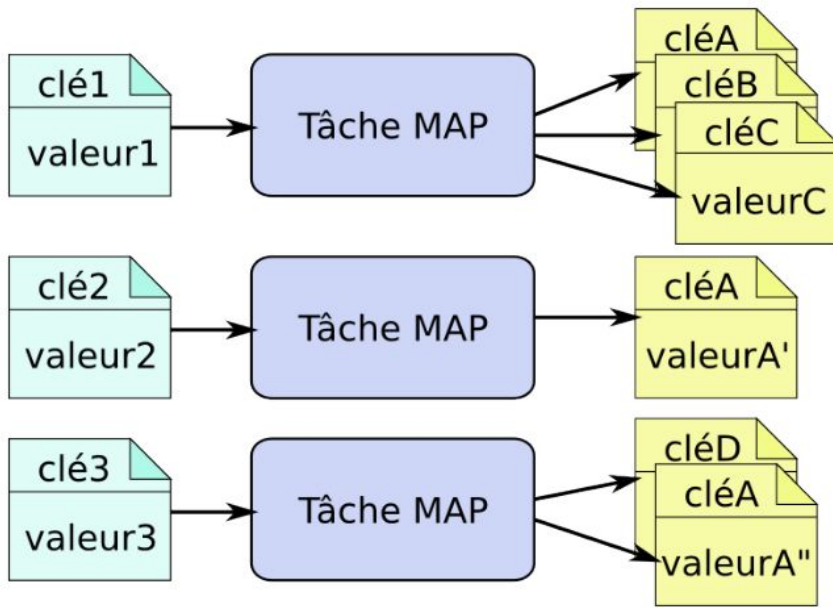 clé1
valeur1
Tâche MAP
cléA
cléB
cléC
valeurC
clé2
valeur2
Tâche MAP
cléA
valeurA'
clé3
valeur3
Tâche MAP
cléD
cléA
valeurA"